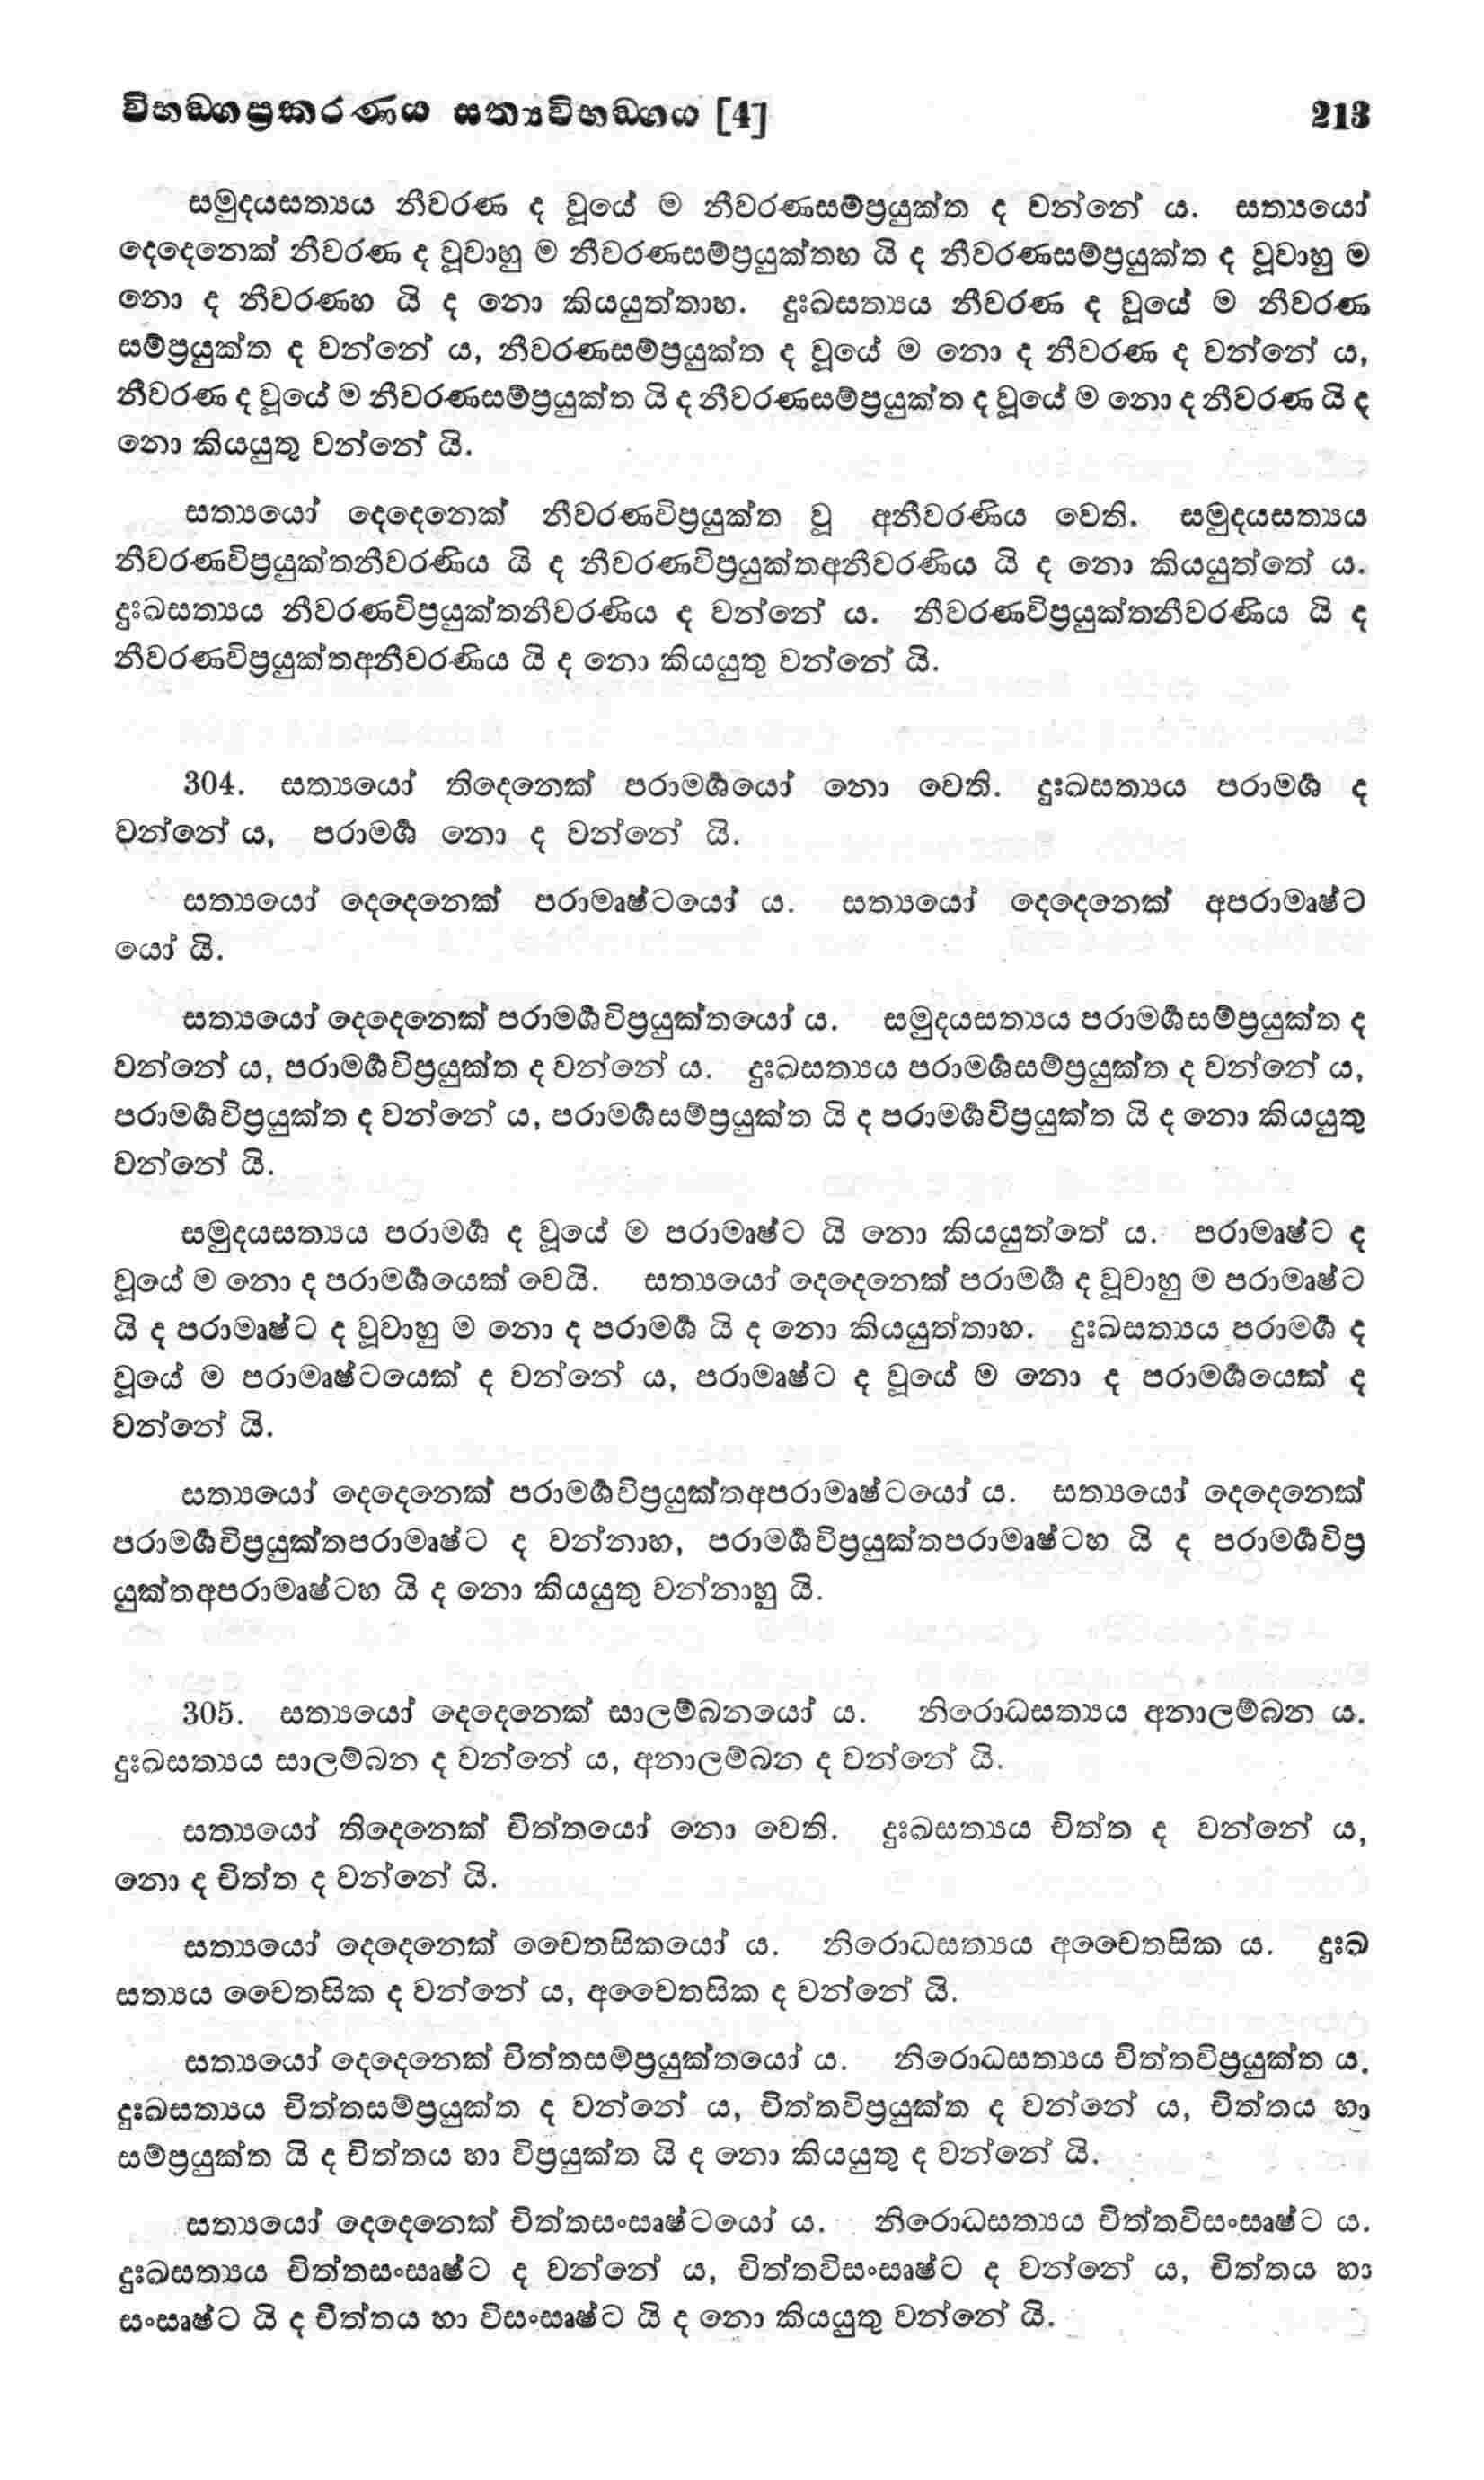 විභඞ්ගප්‍රකරණය සත්‍යවිභඞ්ගය [4] 213
සමුදයසත්‍යය නීවරණ ද වූයේ ම නීවරණසම්ප්‍රයුක්ත ද වන්නේ ය. සත්‍යයෝ
දෙදෙනෙක් නීවරණ ද වූවාහු ම නීවරණසම්ප්‍රයුක්තහ යි ද නීවරණසම්ප්‍රයුක්ත ද වූවාහු ම
නො ද නීවරණහ යි ද නො කියයුත්තාහ. දුඃඛසත්‍යය නීවරණ ද වූයේ ම නීවරණ
සම්ප්‍රයුක්ත ද වන්නේ ය, නීවරණසම්ප්‍රයුක්ත ද වූයේ ම නො ද නීවරණ ද වන්නේ ය,
නීවරණ ද වූයේ ම නීවරණසම්ප්‍රයුක්ත යි ද නීවරණසම්ප්‍රයුක්ත ද වූයේ ම නො ද නීවරණ යි ද
නො කියයුතු වන්නේ යි.
සත්‍යයෝ දෙදෙනෙක් නීවරණවිප්‍රයුක්ත වූ අනීවරණිය වෙති. සමුදයසත්‍යය
නීවරණවිප්‍රයුක්තනීවරණිය යි ද නීවරණවිප්‍රයුක්තඅනීවරණිය යි ද නො කියයුත්තේ ය.
දුඃඛසත්‍යය නීවරණවිප්‍රයුක්තනීවරණිය ද වන්නේ ය. නීවරණවිප්‍රයුක්තනීවරණිය යි ද
නීවරණවිප්‍රයුක්තඅනීවරණිය යි ද නො කියයුතු වන්නේ යි.
304. සත්‍යයෝ තිදෙනෙක් පරාමර්‍ශයෝ නො වෙති. දුඃඛසත්‍යය පරාමර්‍ශ ද
වන්නේ ය, පරාමර්‍ශ නො ද වන්නේ යි.
සත්‍යයෝ දෙදෙනෙක් පරාමෘෂ්ටයෝ ය. සත්‍යයෝ දෙදෙනෙක් අපරාමෘෂ්ට
යෝ යි.
සත්‍යයෝ දෙදෙනෙක් පරාමර්‍ශවිප්‍රයුක්තයෝ ය. සමුදයසත්‍යය පරාමර්‍ශසම්ප්‍රයුක්ත ද
වන්නේ ය, පරාමර්‍ශවිප්‍රයුක්ත ද වන්නේ ය. දුඃඛසත්‍යය පරාමර්‍ශසම්ප්‍රයුක්ත ද වන්නේ ය,
පරාමර්‍ශවිප්‍රයුක්ත ද වන්නේ ය, පරාමර්‍ශසම්ප්‍රයුක්ත යි ද පරාමර්‍ශවිප්‍රයුක්ත යි ද නො කියයුතු
වන්නේ යි.
සමුදයසත්‍යය පරාමර්‍ශ ද වූයේ ම පරාමෘෂ්ට යි නො කියයුත්තේ ය. පරාමෘෂ්ට ද
වූයේ ම නො ද පරාමර්‍ශයෙක් වෙයි. සත්‍යයෝ දෙදෙනෙක් පරාමර්‍ශ ද වූවාහු ම පරාමෘෂ්ට
යි ද පරාමෘෂ්ට ද වූවාහු ම නො ද පරාමර්‍ශ යි ද නො කියයුත්තාහ. දුඃඛසත්‍යය පරාමර්‍ශ ද
වූයේ ම පරාමෘෂ්ටයෙක් ද වන්නේ ය, පරාමෘෂ්ට ද වූයේ ම නො ද පරාමර්‍ශයෙක් ද
වන්නේ යි.
සත්‍යයෝ දෙදෙනෙක් පරාමර්‍ශවිප්‍රයුක්තඅපරාමෘෂ්ටයෝ ය. සත්‍යයෝ දෙදෙනෙක්
පරාමර්‍ශවිප්‍රයුක්තපරාමෘෂ්ට ද වන්නාහ, පරාමර්‍ශවිප්‍රයුක්තපරාමෘෂ්ටහ යි ද පරාමර්‍ශවිප්‍ර
යුක්තඅපරාමෘෂ්ටහ යි ද නො කියයුතු වන්නාහු යි.
305. සත්‍යයෝ දෙදෙනෙක් සාලම්බනයෝ ය. නිරොධසත්‍යය අනාලම්බන ය.
දුඃඛසත්‍යය සාලම්බන ද වන්නේ ය, අනාලම්බන ද වන්නේ යි.
සත්‍යයෝ තිදෙනෙක් චිත්තයෝ නො වෙති. දුඃඛසත්‍යය චිත්ත ද වන්නේ ය,
නො ද චිත්ත ද වන්නේ යි.
සත්‍යයෝ දෙදෙනෙක් චෛතසිකයෝ ය. නිරොධසත්‍යය අචෛතසික ය. දුඃඛ
සත්‍යය චෛතසික ද වන්නේ ය, අචෛතසික ද වන්නේ යි.
සත්‍යයෝ දෙදෙනෙක් චිත්තසම්ප්‍රයුක්තයෝ ය. නිරොධසත්‍යය චිත්තවිප්‍රයුක්ත ය.
දුඃඛසත්‍යය චිත්තසම්ප්‍රයුක්ත ද වන්නේ ය, චිත්තවිප්‍රයුක්ත ද වන්නේ ය, චිත්තය හා
සම්ප්‍රයුක්ත යි ද චිත්තය හා විප්‍රයුක්ත යි ද නො කියයුතු ද වන්නේ යි.
සත්‍යයෝ දෙදෙනෙක් චිත්තසංසෘෂ්ටයෝ ය. නිරොධසත්‍යය චිත්තවිසංසෘෂ්ට ය.
දුඃඛසත්‍යය චිත්තසංසෘෂ්ට ද වන්නේ ය, චිත්තවිසංසෘෂ්ට ද වන්නේ ය, චිත්තය හා
සංසෘෂ්ට යි ද චිත්තය හා විසංසෘෂ්ට යි ද නො කියයුතු වන්නේ යි.